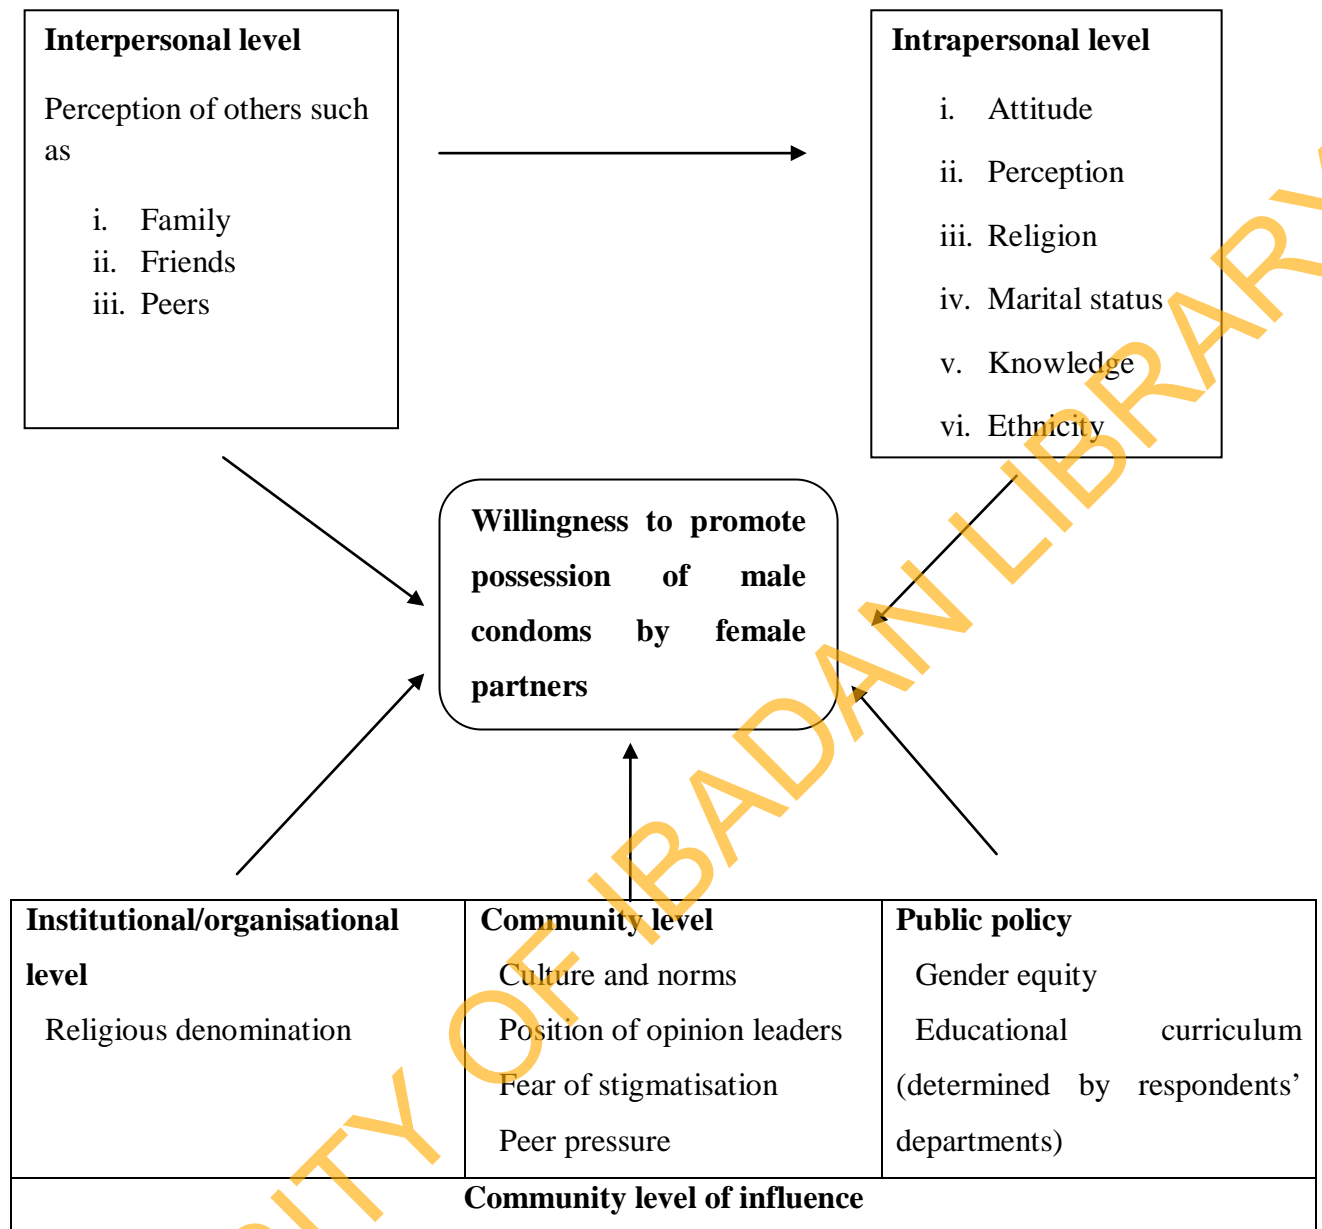 Interpersonal level
Perception of others such
as
i. Family
ii. Friends
iii. Peers
Intrapersonal level
i. Attitude
ii. Perception
iii. Religion
iv. Marital status
v. Knowledge
vi. Ethnicity
Willingness to promote
possession of male
condoms by female
partners
Institutional/organisational
level
Religious denomination
Community level
Culture and norms
Position of opinion leaders
Fear of stigmatisation
Peer pressure
Public policy
Gender equity
Educational curriculum
(determined by respondents’
departments)
Community level of influence
OF IBADAN LIBRARY